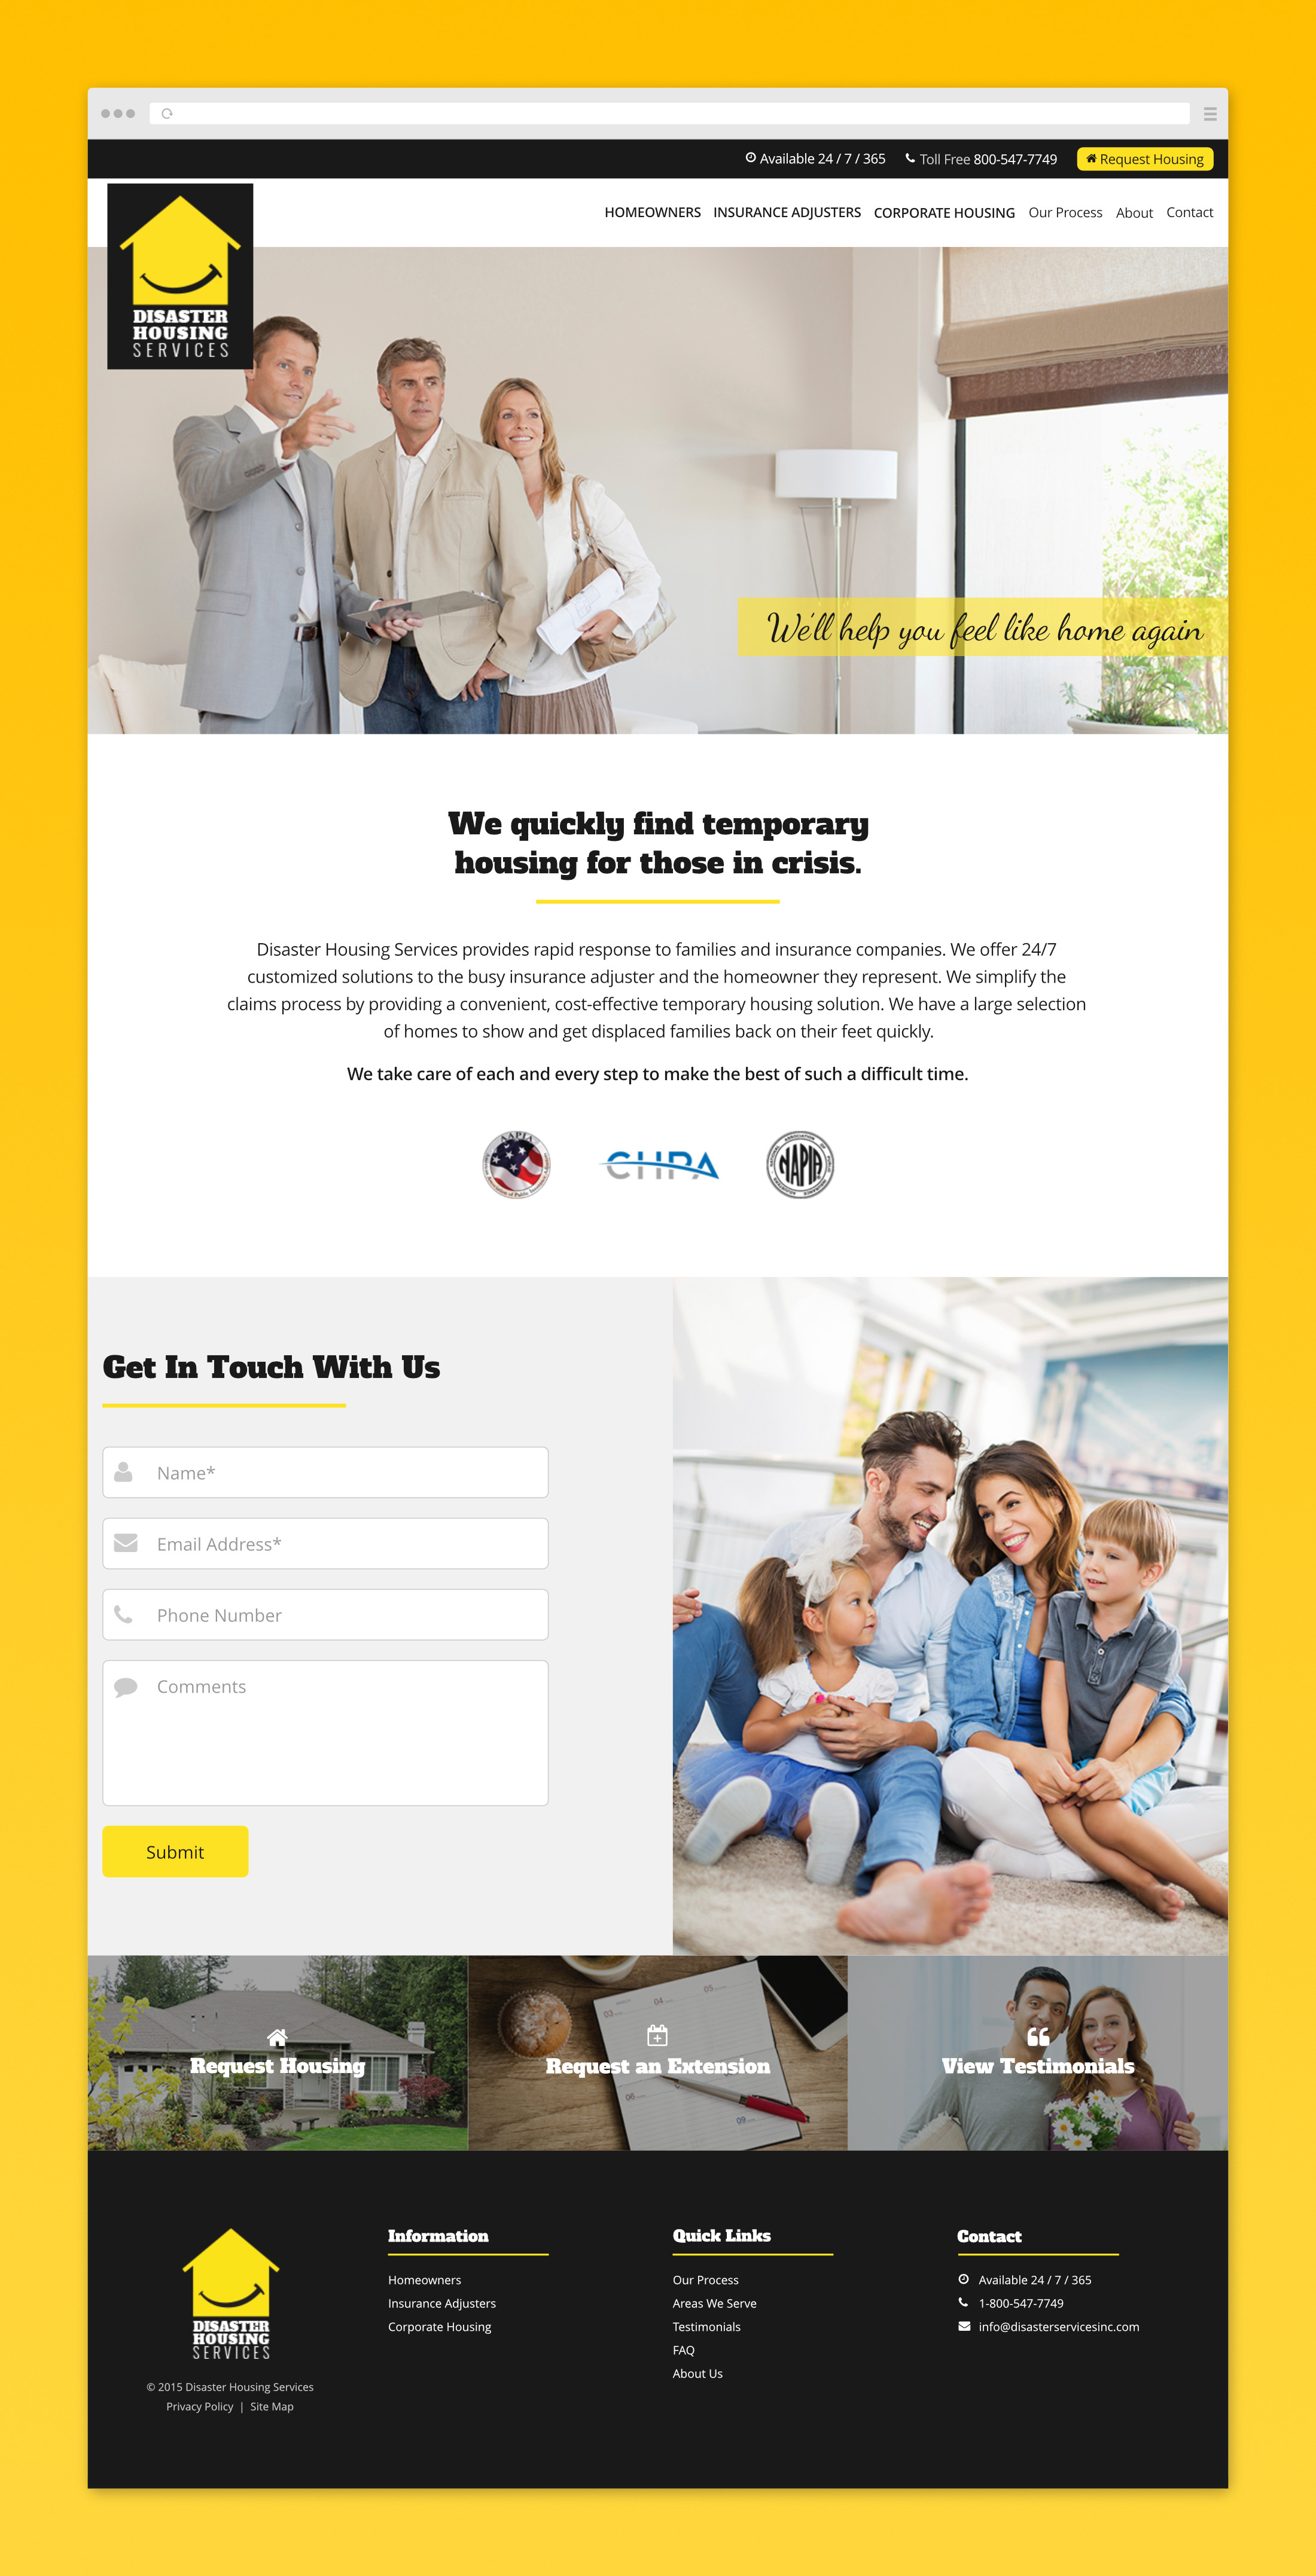 Available 24 / 7 / 365 Toll Free 800-547-7749 Request Housing
HOMEOWNERS INSURANCE ADJUSTERS CORPORATE HOUSING Our Process About Contact
DISASTER
HOUSING
SERVICES
We'll help you feel like home again
We quickly find temporary
housing for those in crisis.
Disaster Housing Services provides rapid response to families and insurance companies. We offer 24/7
customized solutions to the busy insurance adjuster and the homeowner they represent. We simplify the
claims process by providing a convenient, cost-effective temporary housing solution. We have a large selection
of homes to show and get displaced families back on their feet quickly.
We take care of each and every step to make the best of such a difficult time.
AAPIA CHPA NAPIA
Get In Touch With Us
Name*
Email Address*
Phone Number
Comments
Submit
03 04 05
06
09
Request Housing Request an Extension View Testimonials
DISASTER
HOUSING
SERVICES
© 2015 Disaster Housing Services
Privacy Policy | Site Map
Information
Homeowners
Insurance Adjusters
Corporate Housing
Quick Links
Our Process
Areas We Serve
Testimonials
FAQ
About Us
Contact
Available 24 / 7 / 365
1-800-547-7749
info@disasterservicesinc.com